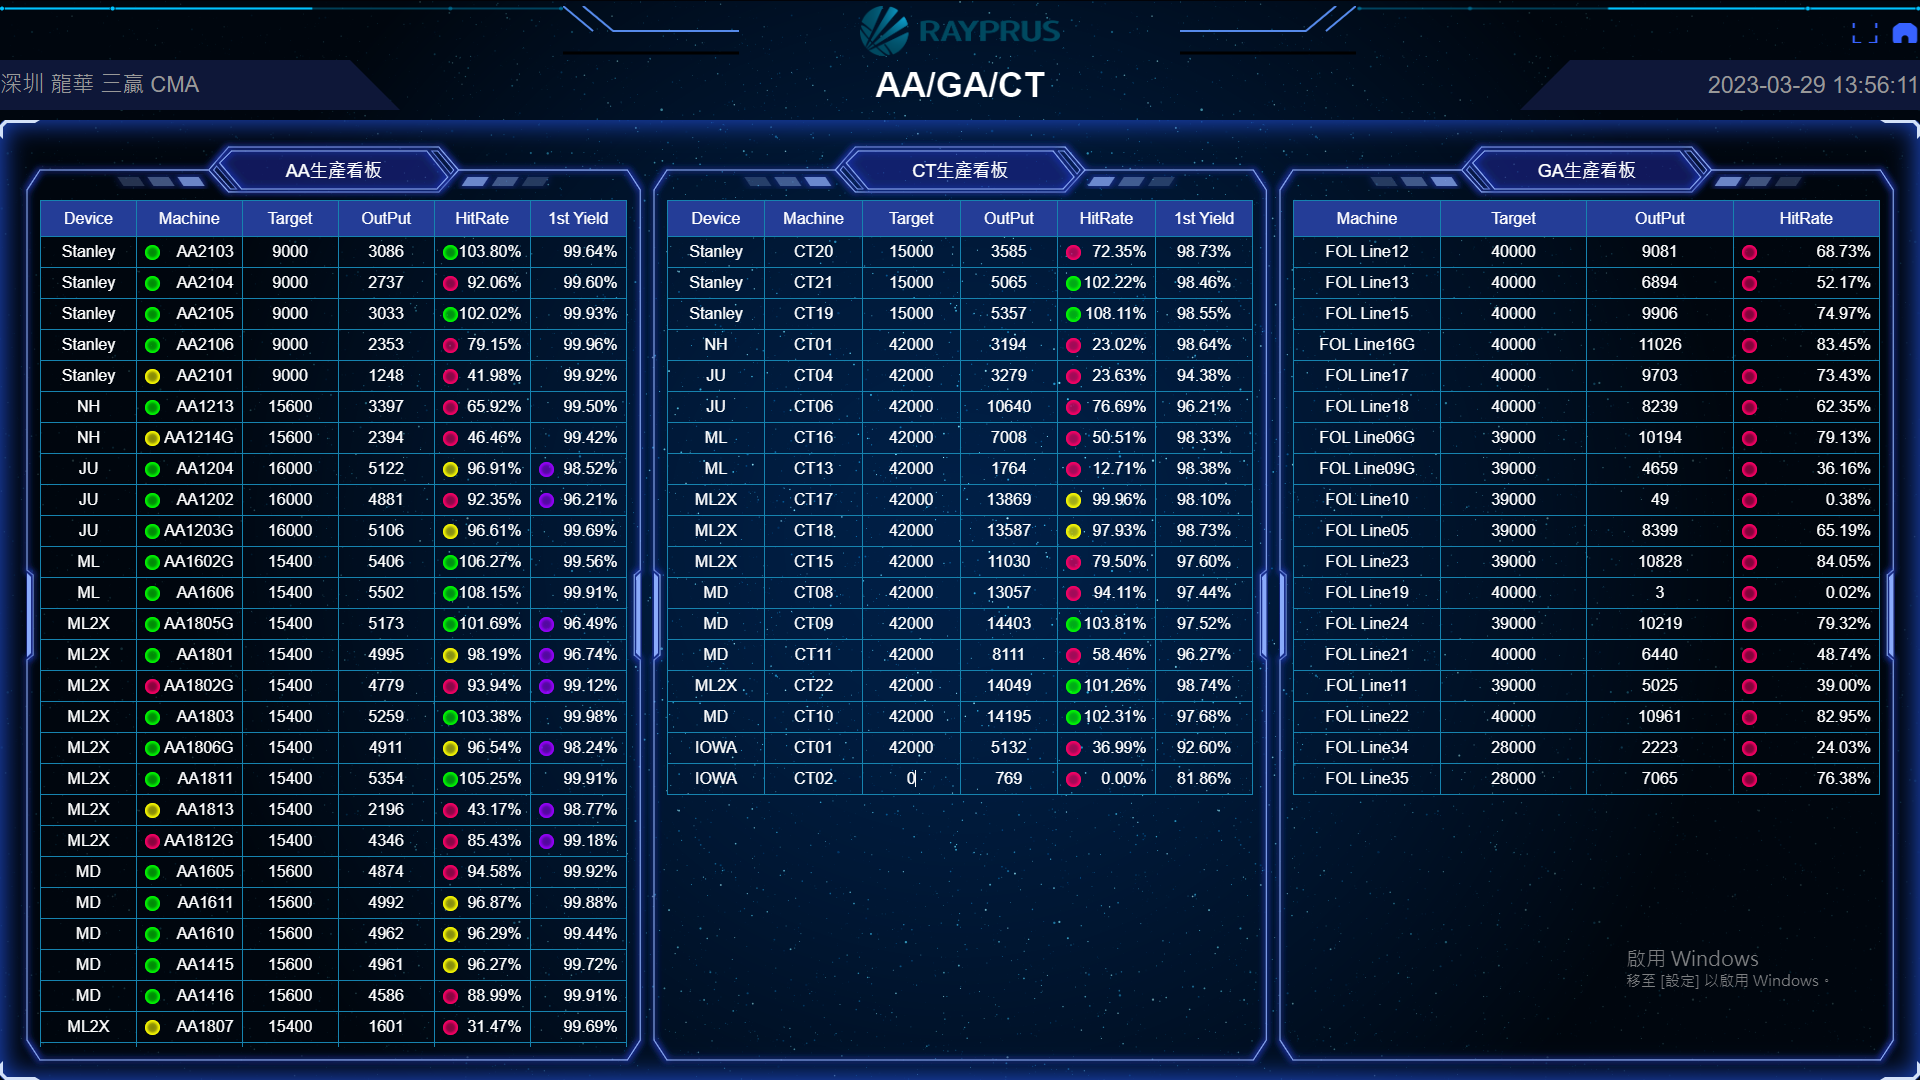 RAYPRUS
深圳 龍華 三贏 CMA
AA/GA/CT
2023-03-29 13:56:11
AA生產看板
Device Machine Target OutPut HitRate 1st Yield
Stanley AA2103 9000 3086 103.80% 99.64%
Stanley AA2104 9000 2737 92.06% 99.60%
Stanley AA2105 9000 3033 102.02% 99.93%
Stanley AA2106 9000 2353 79.15% 99.96%
Stanley AA2101 9000 1248 41.98% 99.92%
NH AA1213 15600 3397 65.92% 99.50%
NH AA1214G 15600 2394 46.46% 99.42%
JU AA1204 16000 5122 96.91% 98.52%
JU AA1202 16000 4881 92.35% 96.21%
JU AA1203G 16000 5106 96.61% 99.69%
ML AA1602G 15400 5406 106.27% 99.56%
ML AA1606 15400 5502 108.15% 99.91%
ML2X AA1805G 15400 5173 101.69% 96.49%
ML2X AA1801 15400 4995 98.19% 96.74%
ML2X AA1802G 15400 4779 93.94% 99.12%
ML2X AA1803 15400 5259 103.38% 99.98%
ML2X AA1806G 15400 4911 96.54% 98.24%
ML2X AA1811 15400 5354 105.25% 99.91%
ML2X AA1813 15400 2196 43.17% 98.77%
ML2X AA1812G 15400 4346 85.43% 99.18%
MD AA1605 15600 4874 94.58% 99.92%
MD AA1611 15600 4992 96.87% 99.88%
MD AA1610 15600 4962 96.29% 99.44%
MD AA1415 15600 4961 96.27% 99.72%
MD AA1416 15600 4586 88.99% 99.91%
ML2X AA1807 15400 1601 31.47% 99.69%
CT生產看板
Device Machine Target OutPut HitRate 1st Yield
Stanley CT20 15000 3585 72.35% 98.73%
Stanley CT21 15000 5065 102.22% 98.46%
Stanley CT19 15000 5357 108.11% 98.55%
NH CT01 42000 3194 23.02% 98.64%
JU CT04 42000 3279 23.63% 94.38%
JU CT06 42000 10640 76.69% 96.21%
ML CT16 42000 7008 50.51% 98.33%
ML CT13 42000 1764 12.71% 98.38%
ML2X CT17 42000 13869 99.96% 98.10%
ML2X CT18 42000 13587 97.93% 98.73%
ML2X CT15 42000 11030 79.50% 97.60%
MD CT08 42000 13057 94.11% 97.44%
MD CT09 42000 14403 103.81% 97.52%
MD CT11 42000 8111 58.46% 96.27%
ML2X CT22 42000 14049 101.26% 98.74%
MD CT10 42000 14195 102.31% 97.68%
IOWA CT01 42000 5132 36.99% 92.60%
IOWA CT02 0 769 0.00% 81.86%
GA生產看板
Machine Target OutPut HitRate
FOL Line12 40000 9081 68.73%
FOL Line13 40000 6894 52.17%
FOL Line15 40000 9906 74.97%
FOL Line16G 40000 11026 83.45%
FOL Line17 40000 9703 73.43%
FOL Line18 40000 8239 62.35%
FOL Line06G 39000 10194 79.13%
FOL Line09G 39000 4659 36.16%
FOL Line10 39000 49 0.38%
FOL Line05 39000 8399 65.19%
FOL Line23 39000 10828 84.05%
FOL Line19 40000 3 0.02%
FOL Line24 39000 10219 79.32%
FOL Line21 40000 6440 48.74%
FOL Line11 39000 5025 39.00%
FOL Line22 40000 10961 82.95%
FOL Line34 28000 2223 24.03%
FOL Line35 28000 7065 76.38%
啟用 Windows
移至 [設定] 以啟用 Windows。